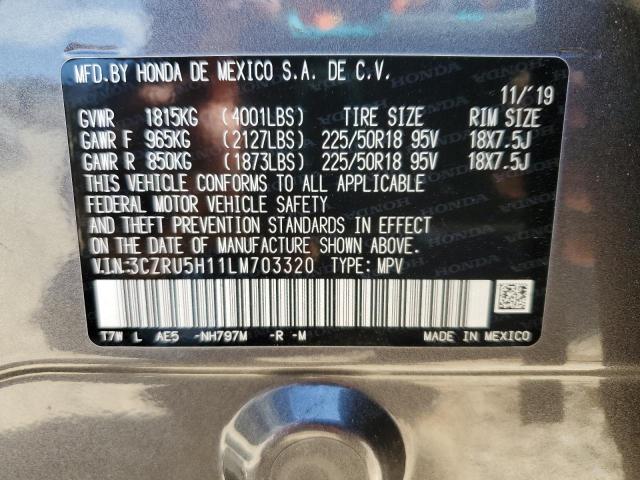 MFD.BY HONDA DE MEXICO S.A. DE C.V.
11/'19
GVWR 1815KG (4001LBS) TIRE SIZE RIM SIZE
GAWR F 965KG (2127LBS) 225/50R18 95V 18X7.5J
GAWR R 850KG (1873LBS) 225/50R18 95V 18X7.5J
THIS VEHICLE CONFORMS TO ALL APPLICABLE
FEDERAL MOTOR VEHICLE SAFETY
AND THEFT PREVENTION STANDARDS IN EFFECT
ON THE DATE OF MANUFACTURE SHOWN ABOVE.
V.I.N:3CZRU5H11LM703320 TYPE: MPV
T7W L AE5 -NH797M -R -M
MADE IN MEXICO